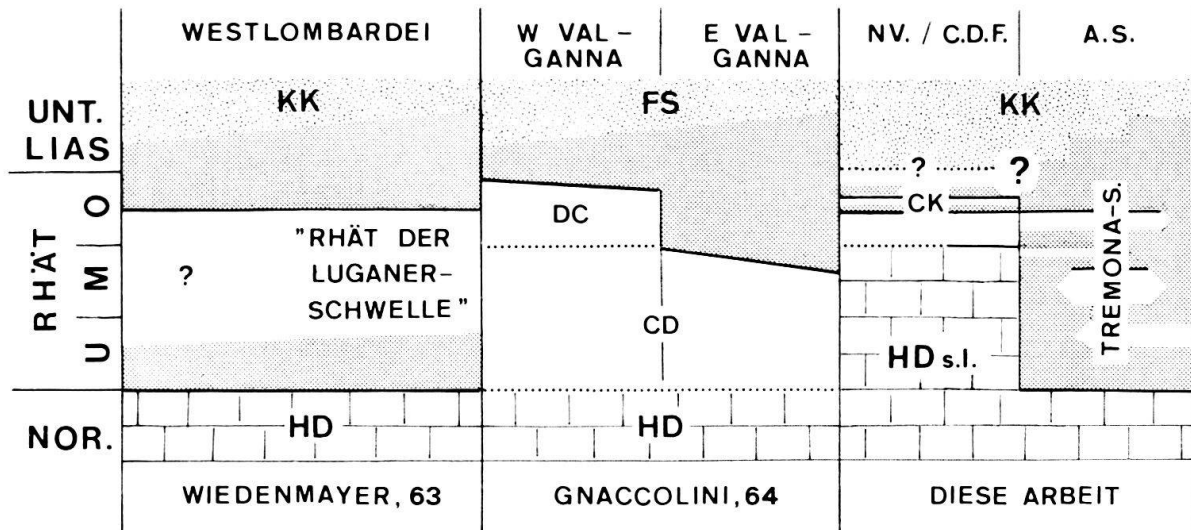 WESTLOMBARDEI
W VAL-
GANNA
E VAL-
GANNA
NV. / C.D.F.
A.S.
UNT.
LIAS
KK
FS
KK
?
?
RHÄT
O
M
U
"RHÄT DER
LUGANER-
SCHWELLE"
?
DC
CD
CK
HD s.l.
TREMONA-S.
NOR.
HD
HD
WIEDENMAYER, 63
GNACCOLINI, 64
DIESE ARBEIT